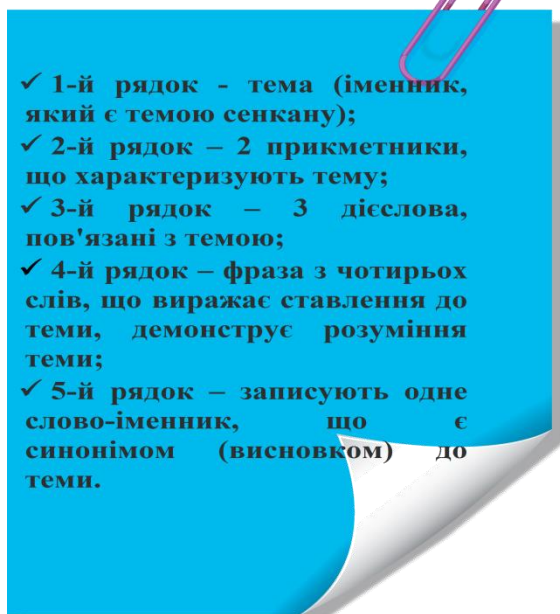 ✓ 1-й рядок - тема (іменник,
який є темою сенкану);
✓ 2-й рядок – 2 прикметники,
що характеризують тему;
✓ 3-й рядок – 3 дієслова,
пов'язані з темою;
✓ 4-й рядок – фраза з чотирьох
слів, що виражає ставлення до
теми, демонструє розуміння
теми;
✓ 5-й рядок – записують одне
слово-іменник, що є
синонімом (висновком) до
теми.